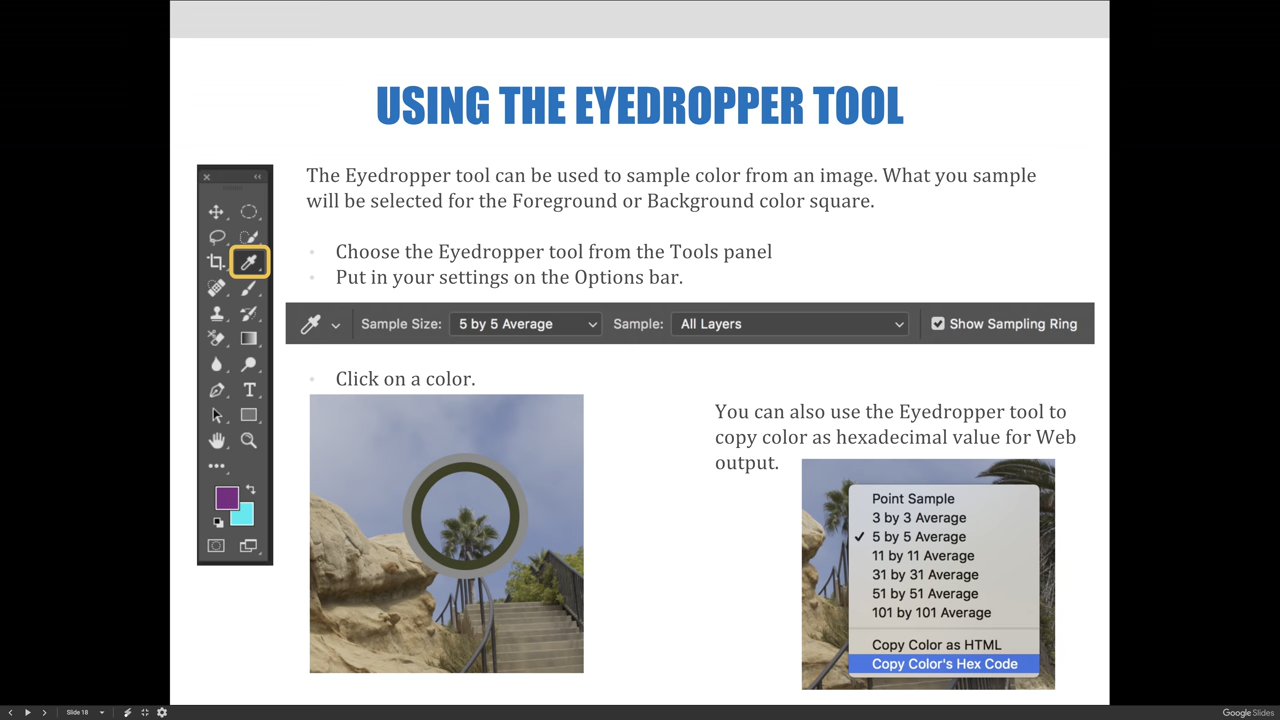 USING THE EYEDROPPER TOOL
The Eyedropper tool can be used to sample color from an image. What you sample
will be selected for the Foreground or Background color square.
Choose the Eyedropper tool from the Tools panel
Put in your settings on the Options bar.
Sample Size: 5 by 5 Average Sample: All Layers Show Sampling Ring
Click on a color.
You can also use the Eyedropper tool to
copy color as hexadecimal value for Web
output.
Point Sample
3 by 3 Average
5 by 5 Average
11 by 11 Average
31 by 31 Average
51 by 51 Average
101 by 101 Average
Copy Color as HTML
Copy Color's Hex Code
Slide 18
Google Slides